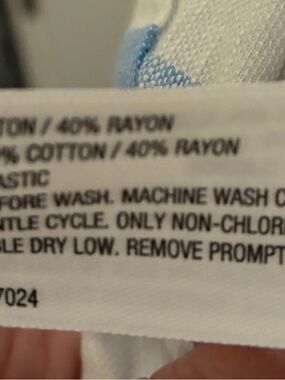 TON / 40% RAYON
% COTTON / 40% RAYON
ASTIC
FORE WASH. MACHINE WASH C
NTLE CYCLE. ONLY NON-CHLOR
BLE DRY LOW. REMOVE PROMPT
7024